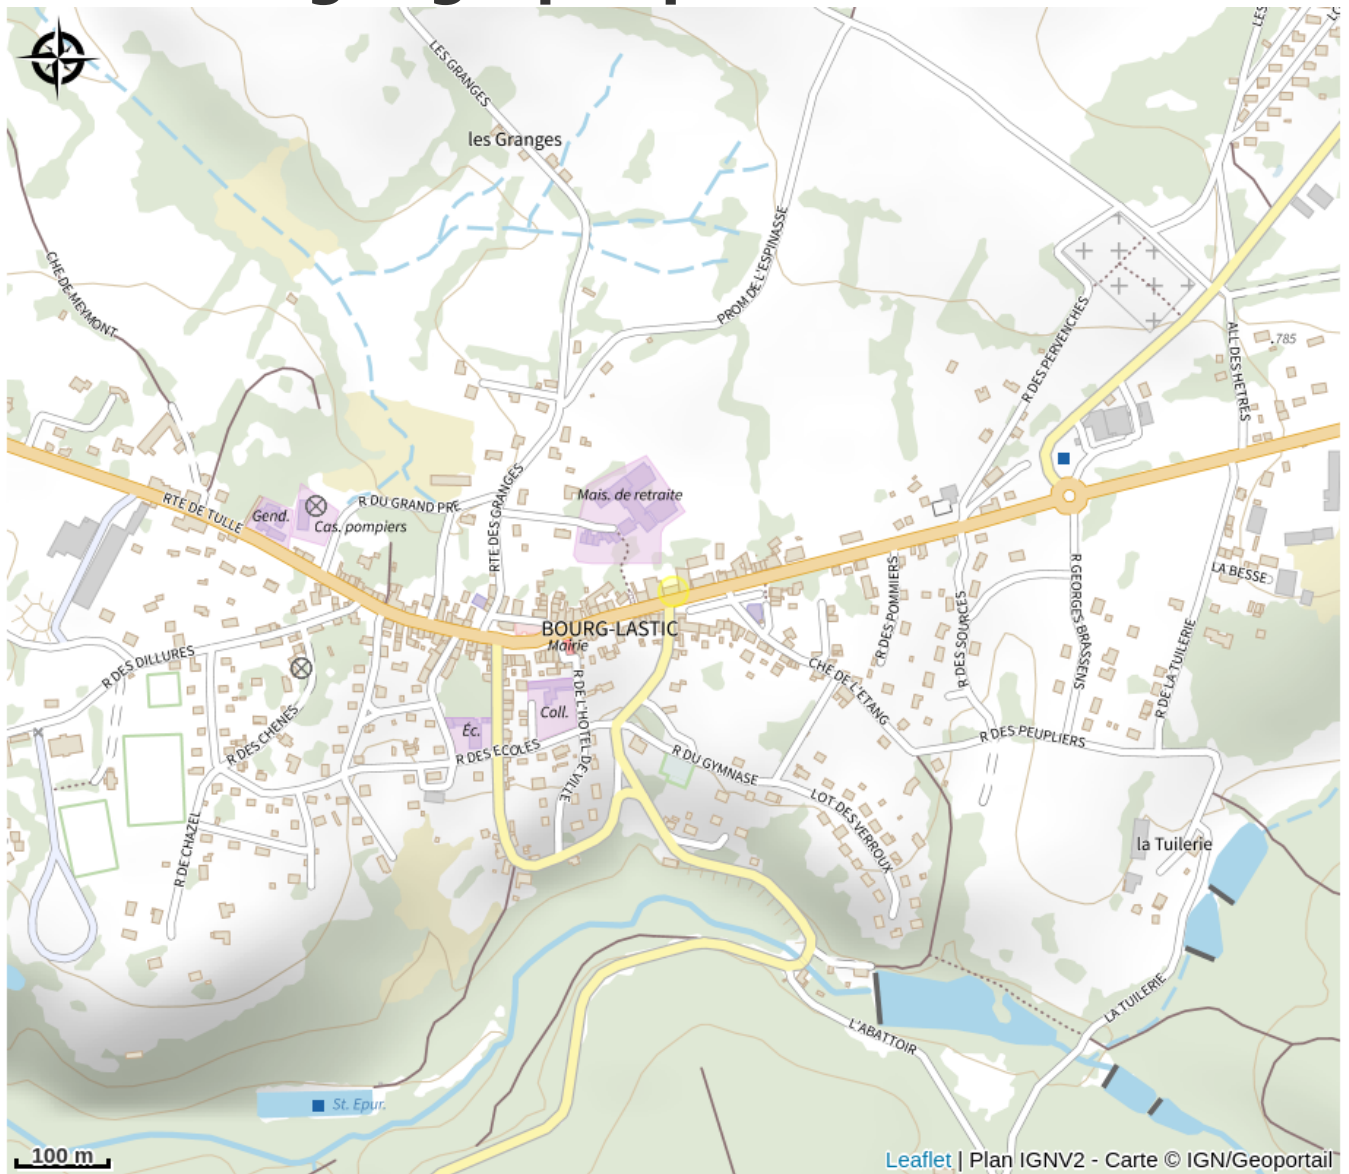 LES GRANGES
les Granges
CHE DE MEYMONT
PROM DE L'ESPINASSE
R DES PERVENCHES
ALL DES HETRES
.785
RTE DE TULLE
Gend.
Cas. pompiers
R DU GRAND PRE
RTE DES GRANGES
Mais. de retraite
BOURG-LASTIC
Mairie
R DES POMMIERS
R DES SOURCES
R GEORGES BRASSENS
LA BESSE
R DE LA TUILERIE
R DES DILLURES
R DES CHENES
R DE CHAZEL
Éc.
Coll.
R DES ECOLES
R DE L'HOTEL DE VILLE
R DU GYMNASE
CHE DE L'ETANG
R DES PEUPLIERS
LOT DES VERROUX
la Tuilerie
LA TUILERIE
L'ABATTOIR
St. Epur.
100 m
Leaflet | Plan IGNV2 - Carte © IGN/Geoportail